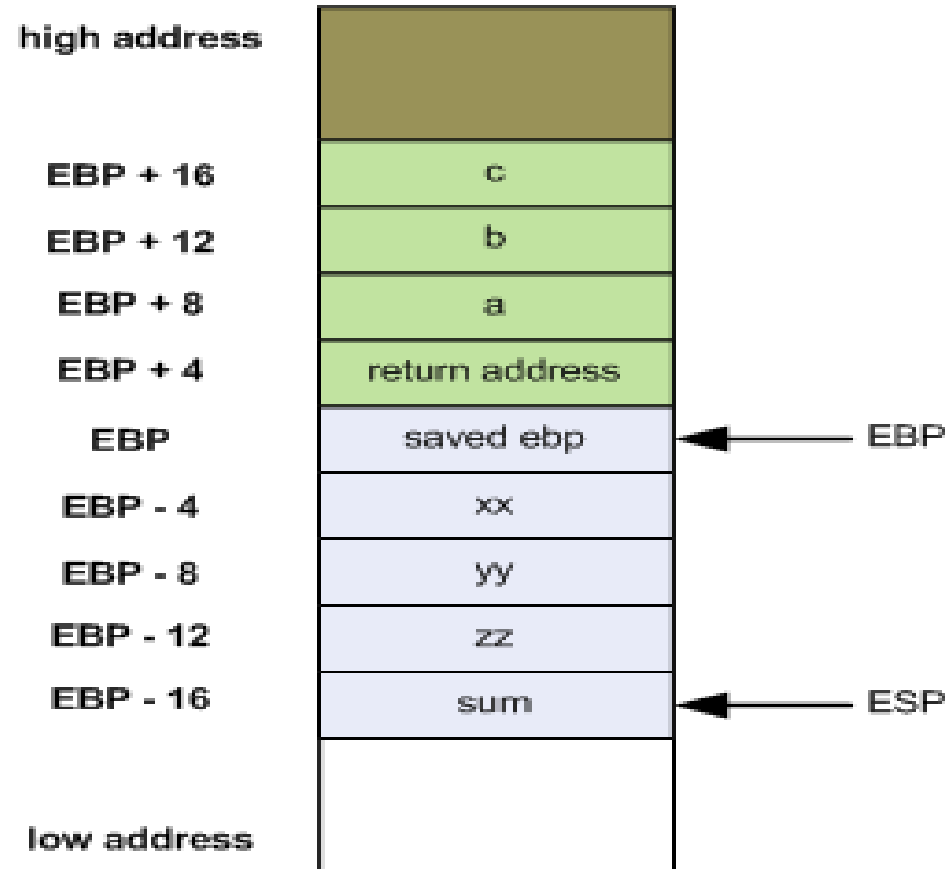 high address
EBP + 16 c
EBP + 12 b
EBP + 8 a
EBP + 4 return address
EBP saved ebp EBP
EBP - 4 xx
EBP - 8 yy
EBP - 12 zz
EBP - 16 sum ESP
low address